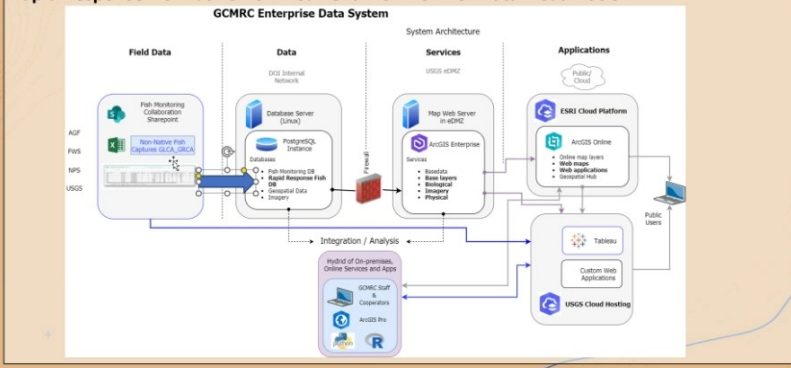 GCMRC Enterprise Data System
System Architecture
Field Data
Data
Services
Applications
DOI Internal
Network
USGS eDMZ
Public/
Cloud
Fish Monitoring
Collaboration
Sharepoint
Non-Native Fish
Captures GLCA_GRCA
AGF
FWS
NPS
USGS
Database Server
(Linux)
PostgreSQL
Instance
Databases
• Fish Monitoring DB
• Rapid Response Fish
DB
• Geospatial Data
• Imagery
Firewall
Map Web Server
in eDMZ
ArcGIS Enterprise
Services
• Basedata
• Base layers
• Biological
• Imagery
• Physical
ESRI Cloud Platform
ArcGIS Online
• Online map layers
• Web maps
• Web applications
• Geospatial Hub
Public
Users
Integration / Analysis
Hydrid of On-premises,
Online Services and Apps
GCMRC Staff
&
Cooperators
ArcGIS Pro
python
R
Tableau
Custom Web
Applications
USGS Cloud Hosting